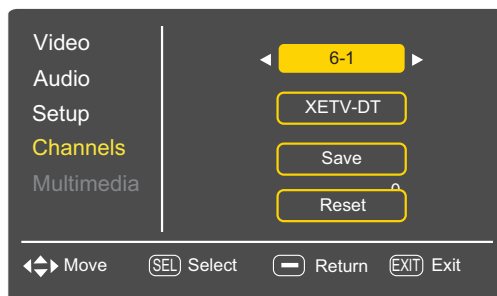 Video
Audio
Setup
Channels
Multimedia
6-1
XETV-DT
Save
Reset
Move SEL Select Return EXIT Exit